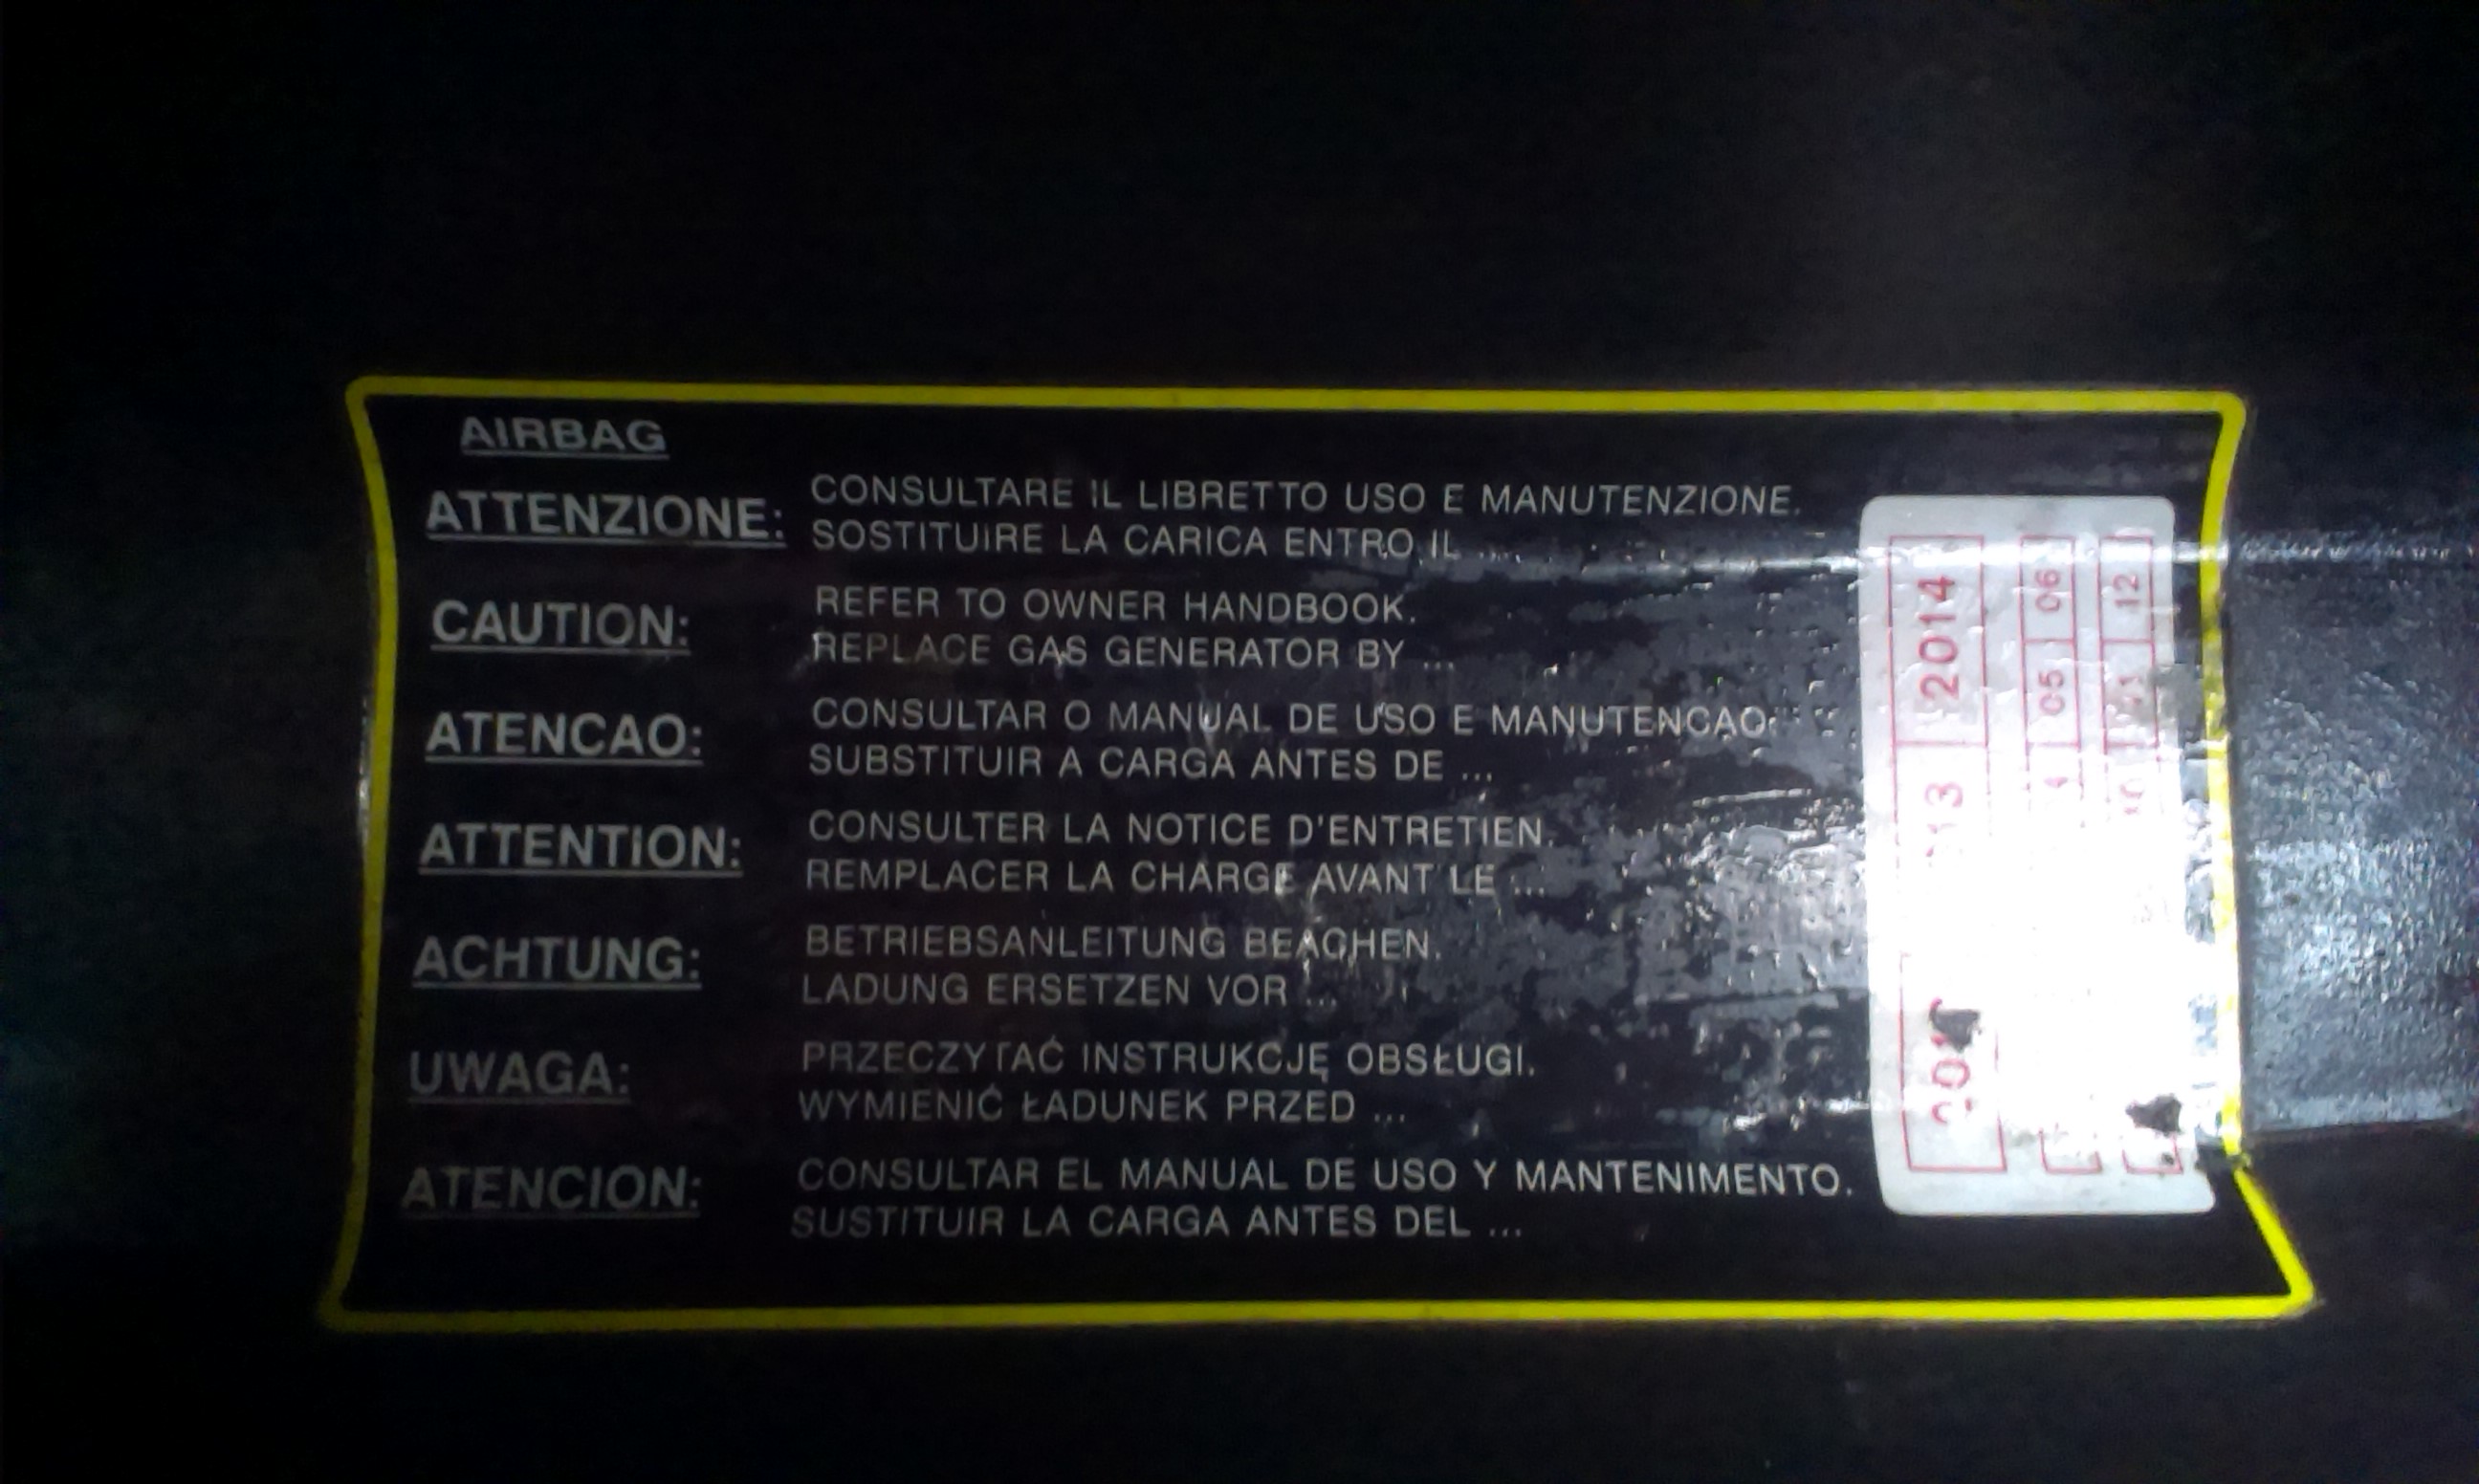 AIRBAG
ATTENZIONE: CONSULTARE IL LIBRETTO USO E MANUTENZIONE.
SOSTITUIRE LA CARICA ENTRO IL ...
CAUTION: REFER TO OWNER HANDBOOK.
REPLACE GAS GENERATOR BY ...
ATENCAO: CONSULTAR O MANUAL DE USO E MANUTENCAO.
SUBSTITUIR A CARGA ANTES DE ...
ATTENTION: CONSULTER LA NOTICE D'ENTRETIEN.
REMPLACER LA CHARGE AVANT LE ...
ACHTUNG: BETRIEBSANLEITUNG BEACHEN.
LADUNG ERSETZEN VOR ...
UWAGA: PRZECZYTAĆ INSTRUKCJĘ OBSŁUGI.
WYMIENIĆ ŁADUNEK PRZED ...
ATENCION: CONSULTAR EL MANUAL DE USO Y MANTENIMENTO.
SUSTITUIR LA CARGA ANTES DEL ...
2014
05 06
12